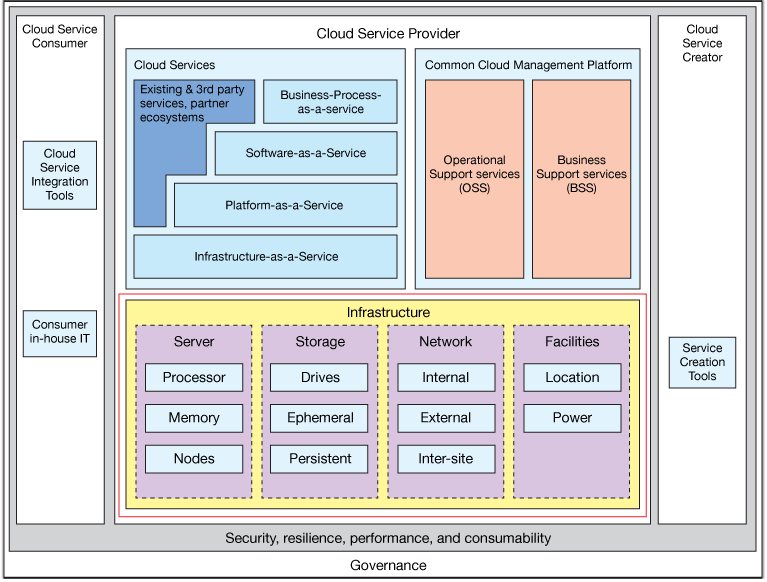 Cloud Service
Consumer
Cloud
Service
Integration
Tools
Consumer
in-house IT
Cloud Service Provider
Cloud Services
Existing & 3rd party
services, partner
ecosystems
Business-Process-
as-a-service
Software-as-a-Service
Platform-as-a-Service
Infrastructure-as-a-Service
Common Cloud Management Platform
Operational
Support services
(OSS)
Business
Support services
(BSS)
Infrastructure
Server
Processor
Memory
Nodes
Storage
Drives
Ephemeral
Persistent
Network
Internal
External
Inter-site
Facilities
Location
Power
Cloud
Service
Creator
Service
Creation
Tools
Security, resilience, performance, and consumability
Governance